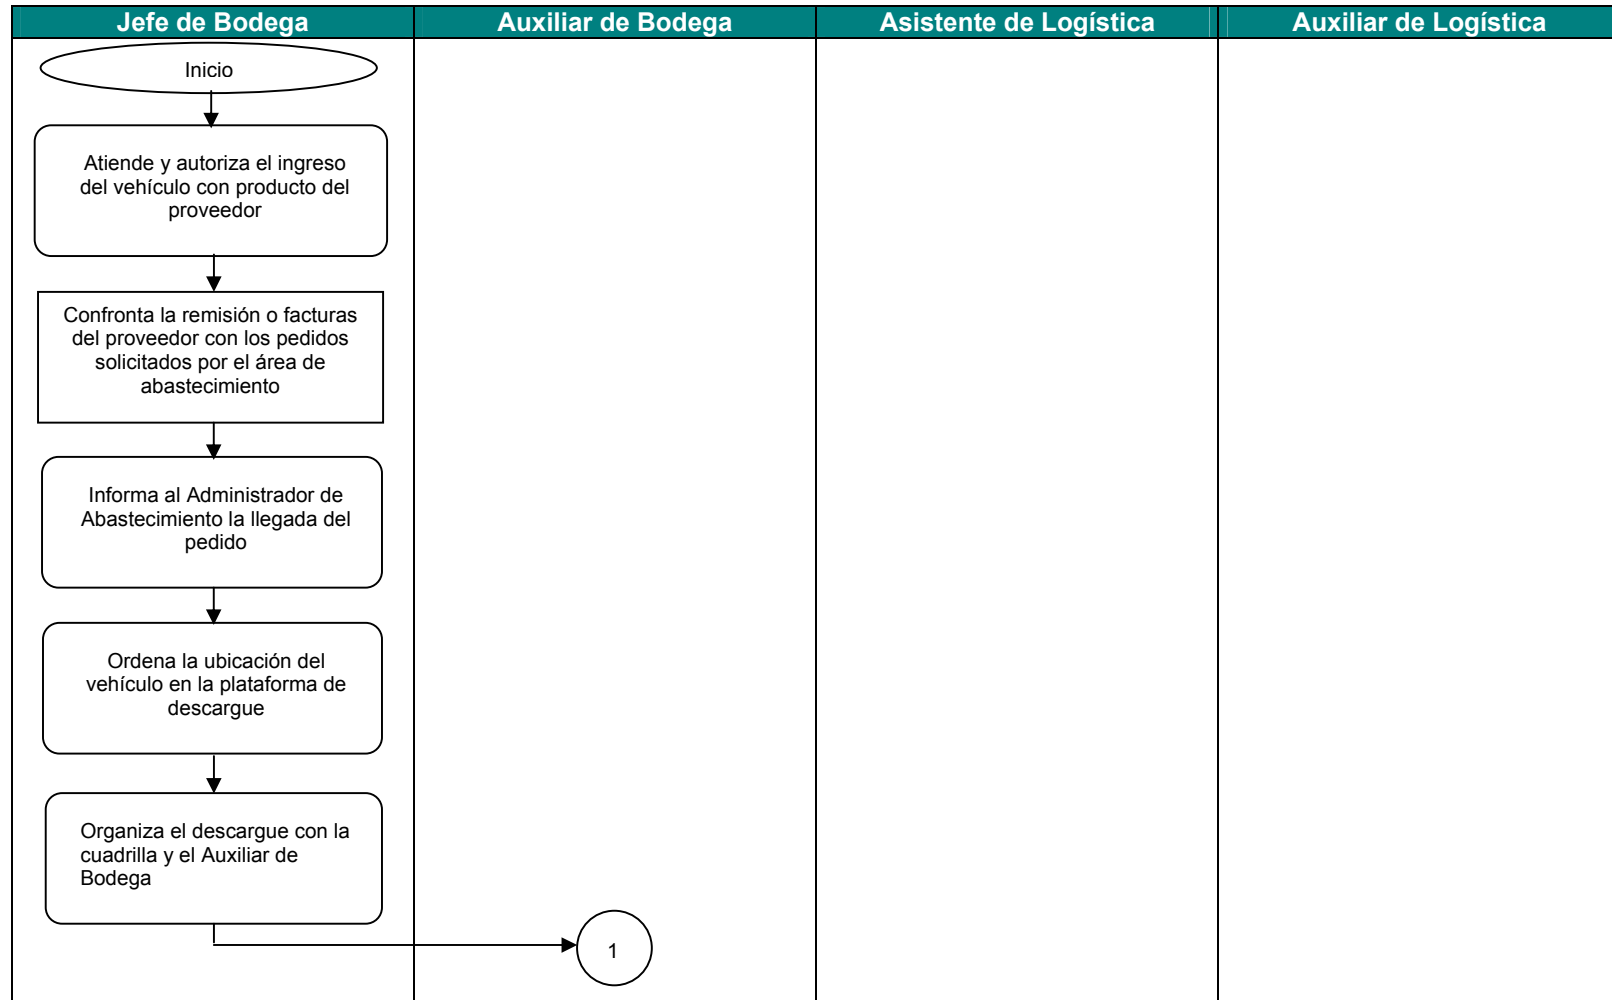 Jefe de Bodega
Auxiliar de Bodega
Asistente de Logística
Auxiliar de Logística
Inicio
Atiende y autoriza el ingreso
del vehículo con producto del
proveedor
Confronta la remisión o facturas
del proveedor con los pedidos
solicitados por el área de
abastecimiento
Informa al Administrador de
Abastecimiento la llegada del
pedido
Ordena la ubicación del
vehículo en la plataforma de
descargue
Organiza el descargue con la
cuadrilla y el Auxiliar de
Bodega
1